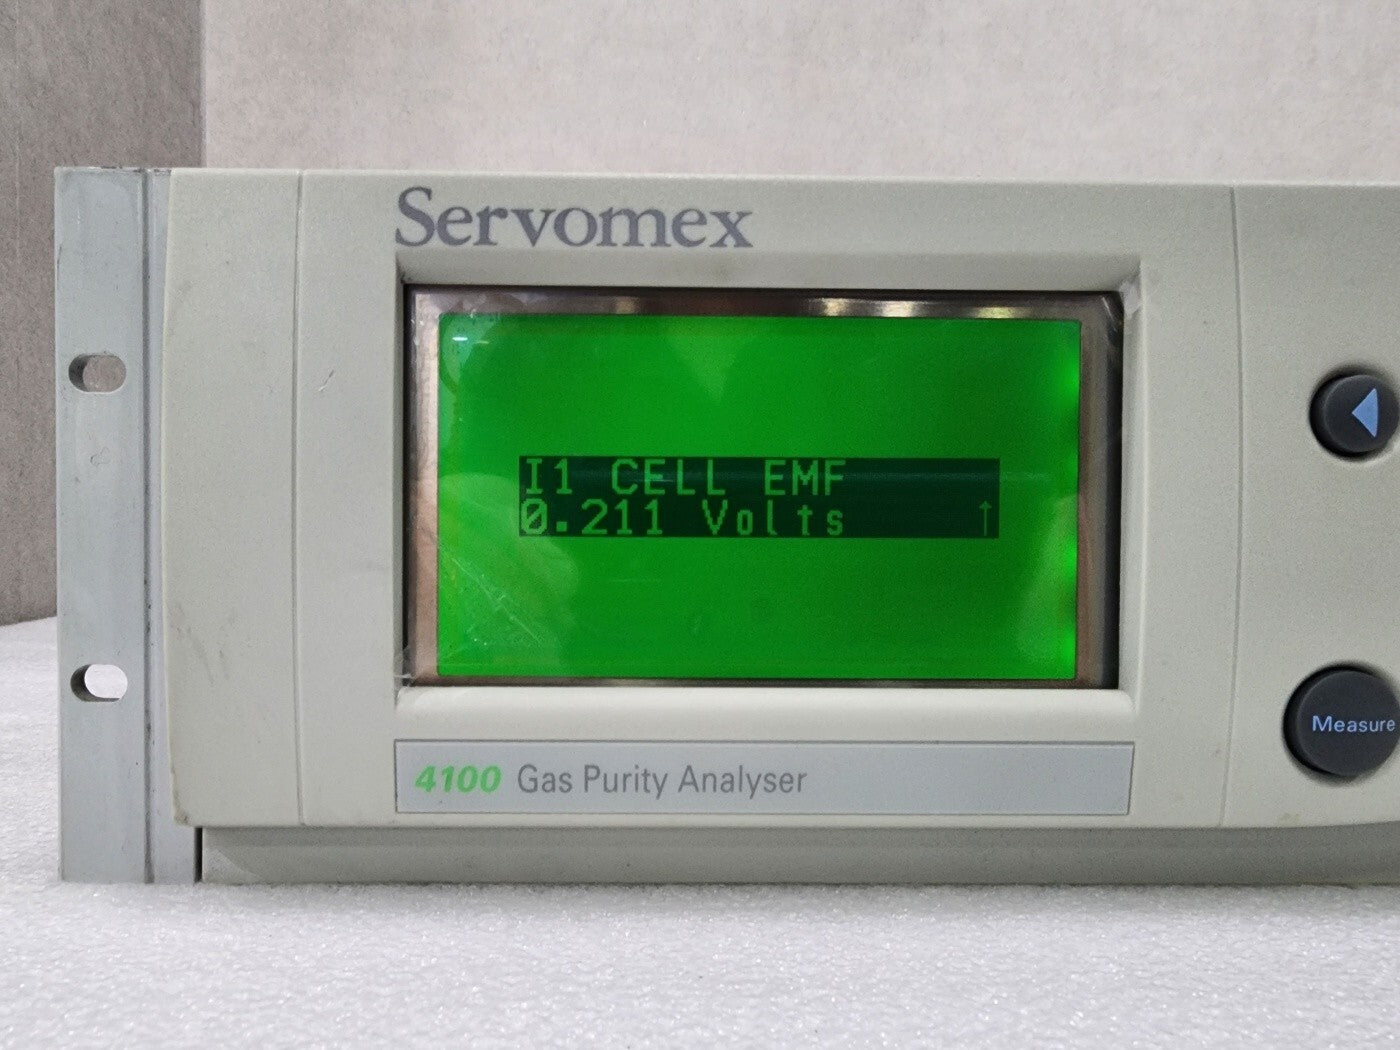 Servomex
I1 CELL EMF
0.211 Volts ↑
Measure
4100 Gas Purity Analyser